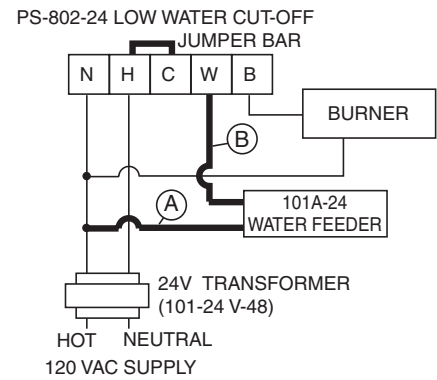 PS-802-24 LOW WATER CUT-OFF
JUMPER BAR
N H C W B
BURNER
B
A
101A-24
WATER FEEDER
24V TRANSFORMER
(101-24 V-48)
HOT NEUTRAL
120 VAC SUPPLY